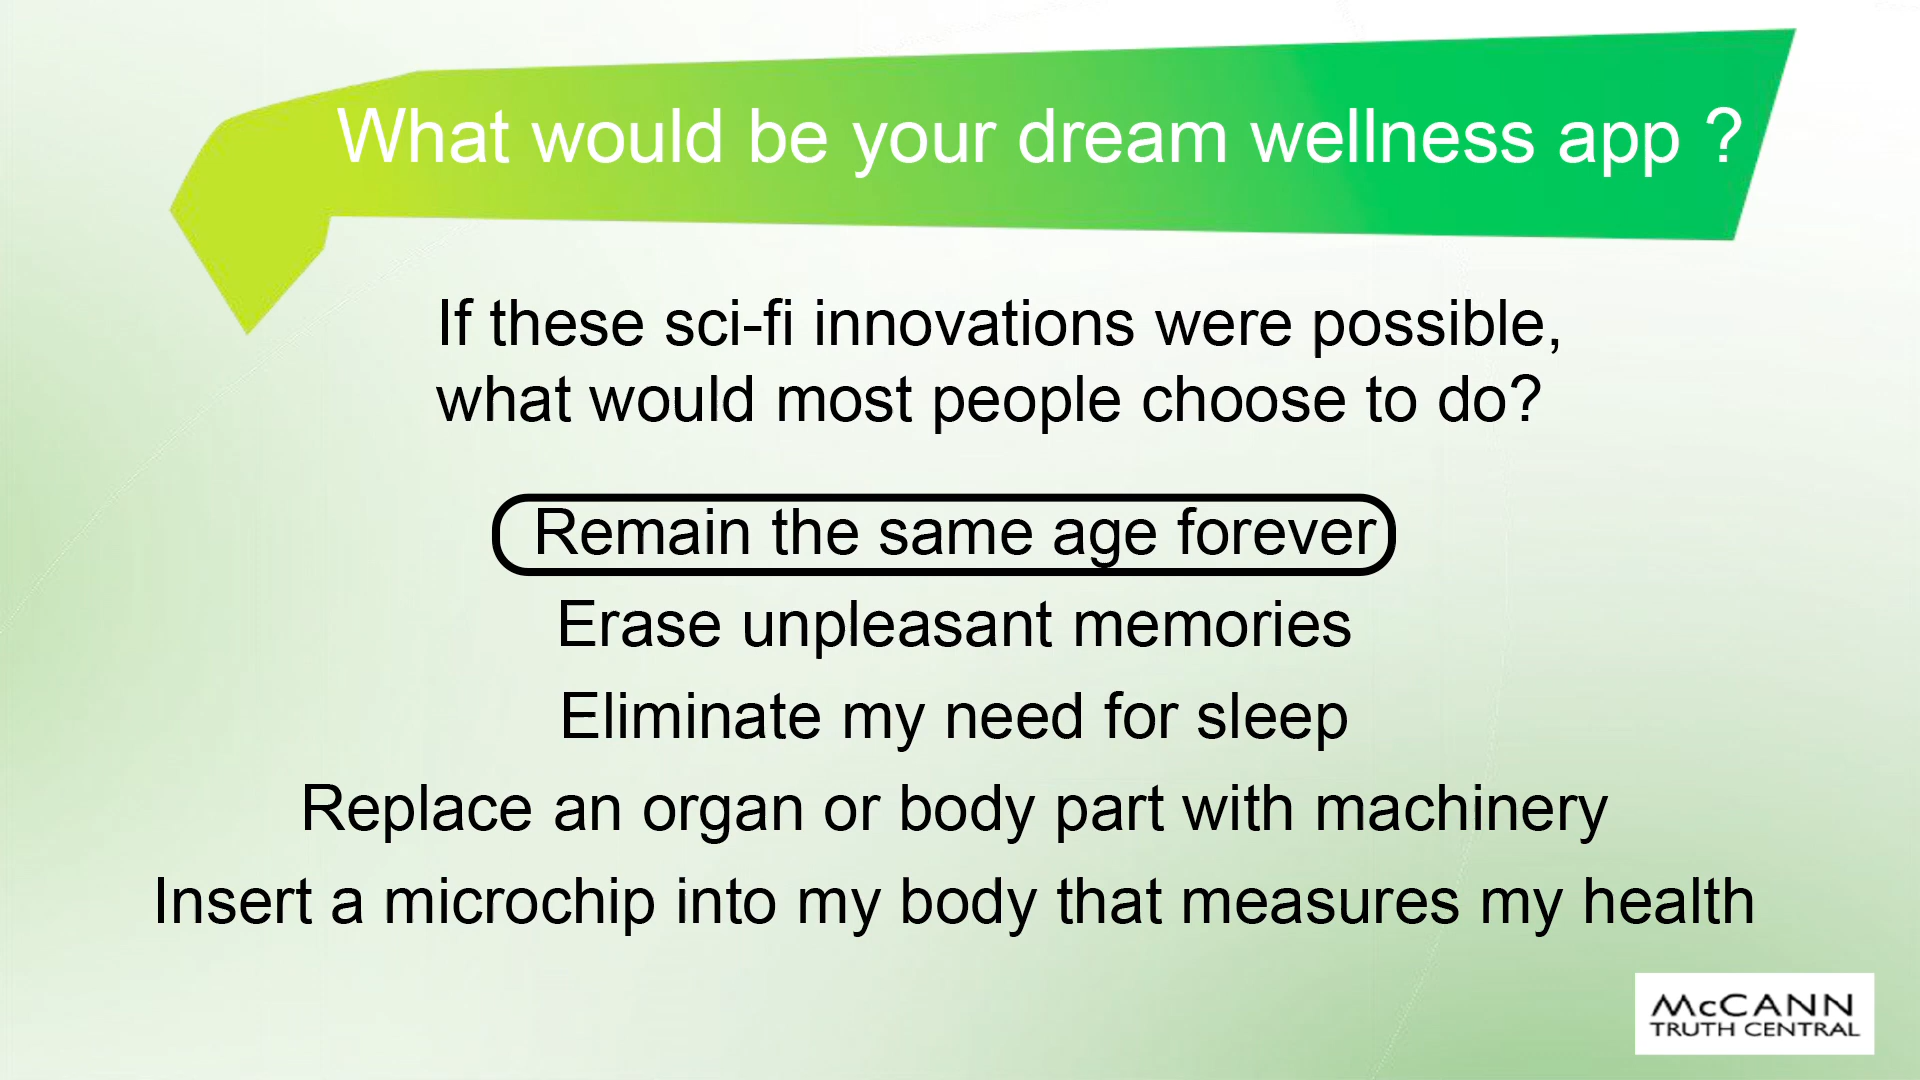 What would be your dream wellness app ?
If these sci-fi innovations were possible,
what would most people choose to do?
Remain the same age forever
Erase unpleasant memories
Eliminate my need for sleep
Replace an organ or body part with machinery
Insert a microchip into my body that measures my health
McCANN
TRUTH CENTRAL